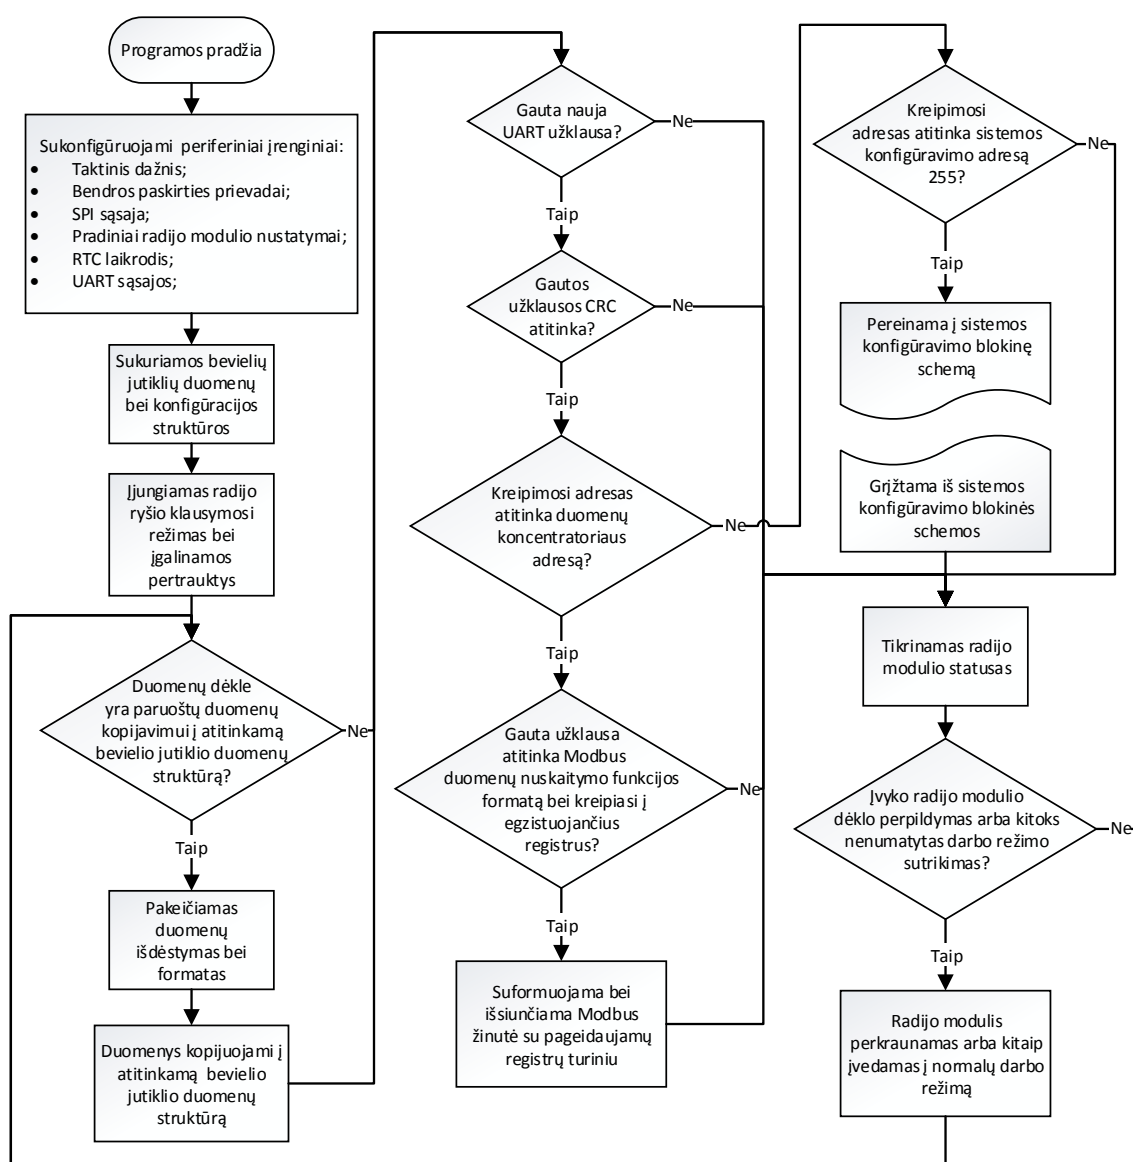 Programos pradžia
Sukonfigūruojami periferiniai įrenginiai:
• Taktinis dažnis;
• Bendros paskirties prievadai;
• SPI sąsaja;
• Pradiniai radijo modulio nustatymai;
• RTC laikrodis;
• UART sąsajos;
Sukuriamos bevielių
jutiklių duomenų
bei konfigūracijos
struktūros
Įjungiamas radijo
ryšio klausymosi
režimas bei
įgalinamos
pertrauktys
Duomenų dėkle
yra paruoštų duomenų
kopijavimui į atitinkamą
bevielio jutiklio duomenų
struktūrą?
Ne
Taip
Pakeičiamas
duomenų
išdėstymas bei
formatas
Duomenys kopijuojami į
atitinkamą bevielio
jutiklio duomenų
struktūrą
Gauta nauja
UART užklausa?
Ne
Taip
Gautos
užklausos CRC
atitinka?
Ne
Taip
Kreipimosi adresas
atitinka duomenų
koncentratoriaus
adresą?
Ne
Taip
Gauta užklausa
atitinka Modbus
duomenų nuskaitymo funkcijos
formatą bei kreipiasi į
egzistuojančius
registrus?
Ne
Taip
Suformuojama bei
išsiunčiama Modbus
žinutė su pageidaujamų
registrų turiniu
Kreipimosi
adresas atitinka sistemos
konfigūravimo adresą
255?
Ne
Taip
Pereinama į sistemos
konfigūravimo blokinę
schemą
Grįžtama iš sistemos
konfigūravimo blokinės
schemos
Tikrinamas radijo
modulio statusas
Įvyko radijo modulio
dėklo perpildymas arba kitoks
nenumatytas darbo režimo
sutrikimas?
Ne
Taip
Radijo modulis
perkraunamas arba kitaip
įvedamas į normalų darbo
režimą